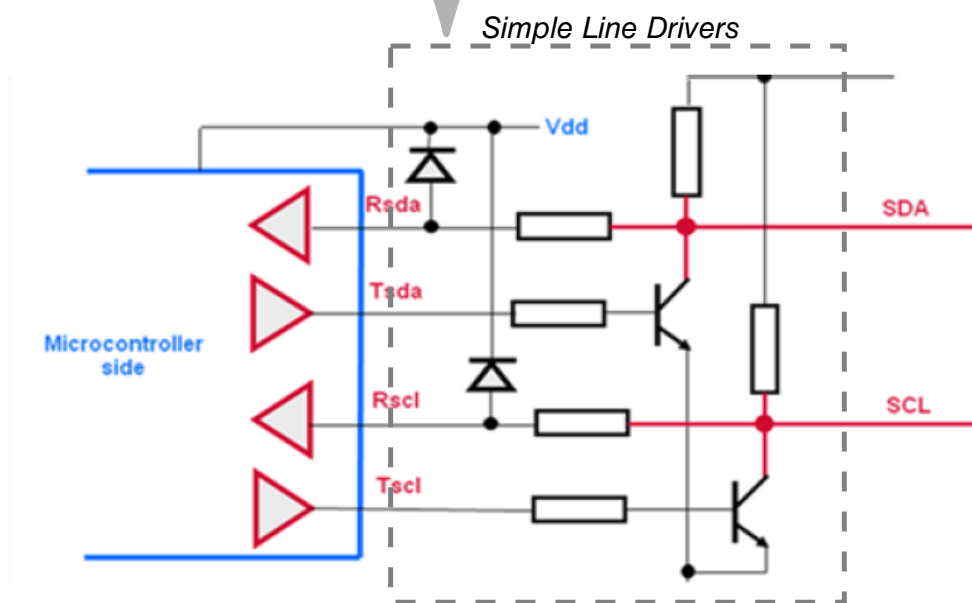 Simple Line Drivers
Vdd
Rsda
SDA
Tsda
Microcontroller
side
Rscl
SCL
Tscl